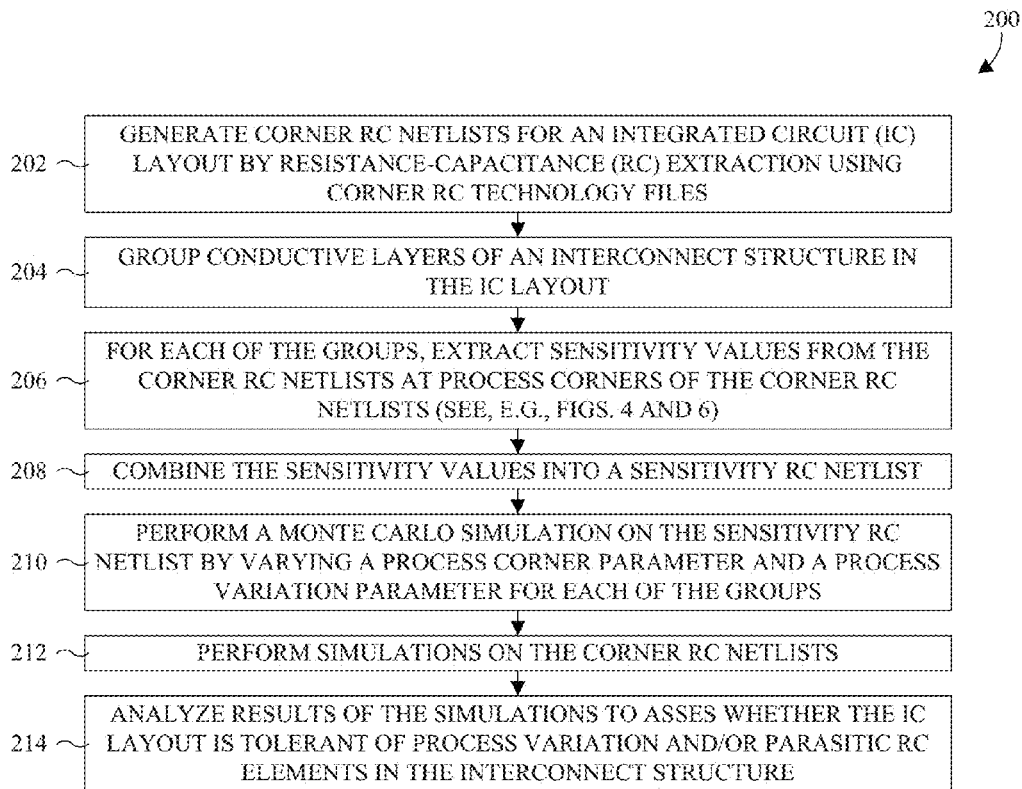 200
202
GENERATE CORNER RC NETLISTS FOR AN INTEGRATED CIRCUIT (IC)
LAYOUT BY RESISTANCE-CAPACITANCE (RC) EXTRACTION USING
CORNER RC TECHNOLOGY FILES
204
GROUP CONDUCTIVE LAYERS OF AN INTERCONNECT STRUCTURE IN
THE IC LAYOUT
206
FOR EACH OF THE GROUPS, EXTRACT SENSITIVITY VALUES FROM THE
CORNER RC NETLISTS AT PROCESS CORNERS OF THE CORNER RC
NETLISTS (SEE, E.G., FIGS. 4 AND 6)
208
COMBINE THE SENSITIVITY VALUES INTO A SENSITIVITY RC NETLIST
210
PERFORM A MONTE CARLO SIMULATION ON THE SENSITIVITY RC
NETLIST BY VARYING A PROCESS CORNER PARAMETER AND A PROCESS
VARIATION PARAMETER FOR EACH OF THE GROUPS
212
PERFORM SIMULATIONS ON THE CORNER RC NETLISTS
214
ANALYZE RESULTS OF THE SIMULATIONS TO ASSES WHETHER THE IC
LAYOUT IS TOLERANT OF PROCESS VARIATION AND/OR PARASITIC RC
ELEMENTS IN THE INTERCONNECT STRUCTURE